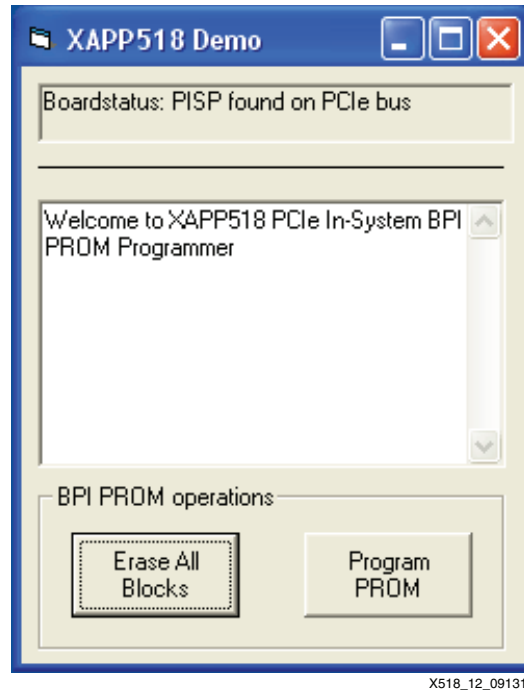 XAPP518 Demo
Boardstatus: PISP found on PCIe bus
Welcome to XAPP518 PCIe In-System BPI
PROM Programmer
BPI PROM operations
Erase All
Blocks
Program
PROM
X518_12_09131